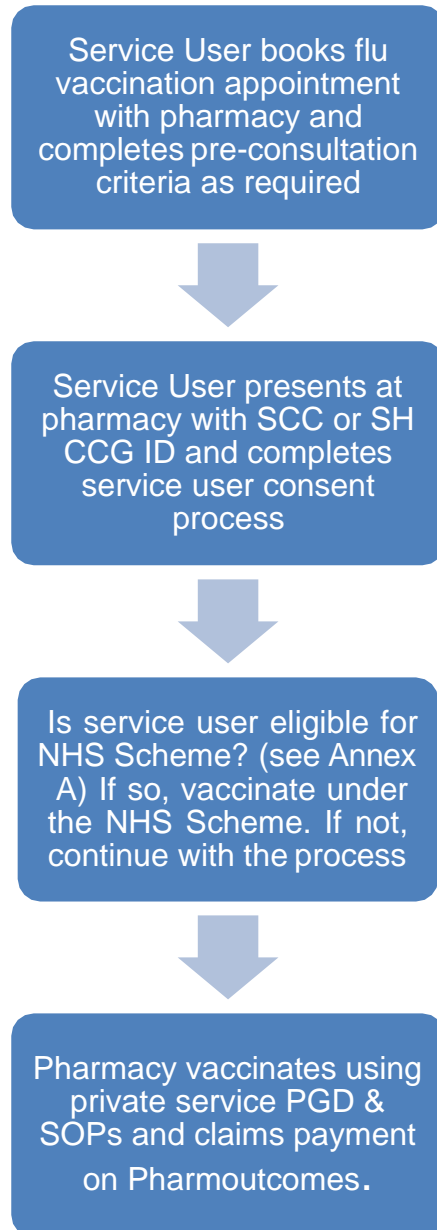 Service User books flu
vaccination appointment
with pharmacy and
completes pre-consultation
criteria as required
Service User presents at
pharmacy with SCC or SH
CCG ID and completes
service user consent
process
Is service user eligible for
NHS Scheme? (see Annex
A) If so, vaccinate under
the NHS Scheme. If not,
continue with the process
Pharmacy vaccinates using
private service PGD &
SOPs and claims payment
on Pharmoutcomes.